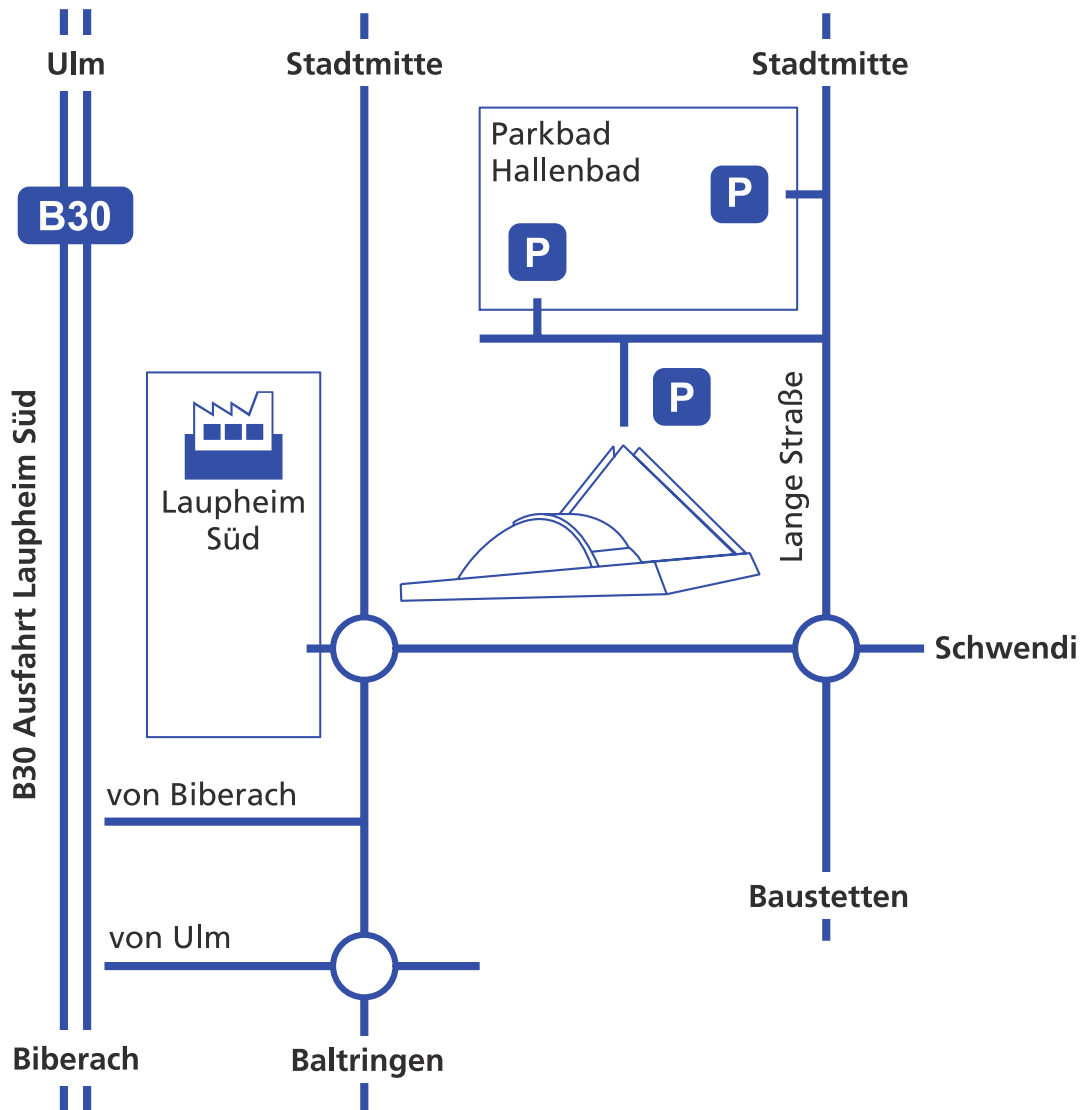 Ulm
Stadtmitte
Stadtmitte
Parkbad
Hallenbad
P
B30
P
P
Lange Straße
Laupheim
Süd
B30 Ausfahrt Laupheim Süd
Schwendi
von Biberach
Baustetten
von Ulm
Biberach
Baltringen